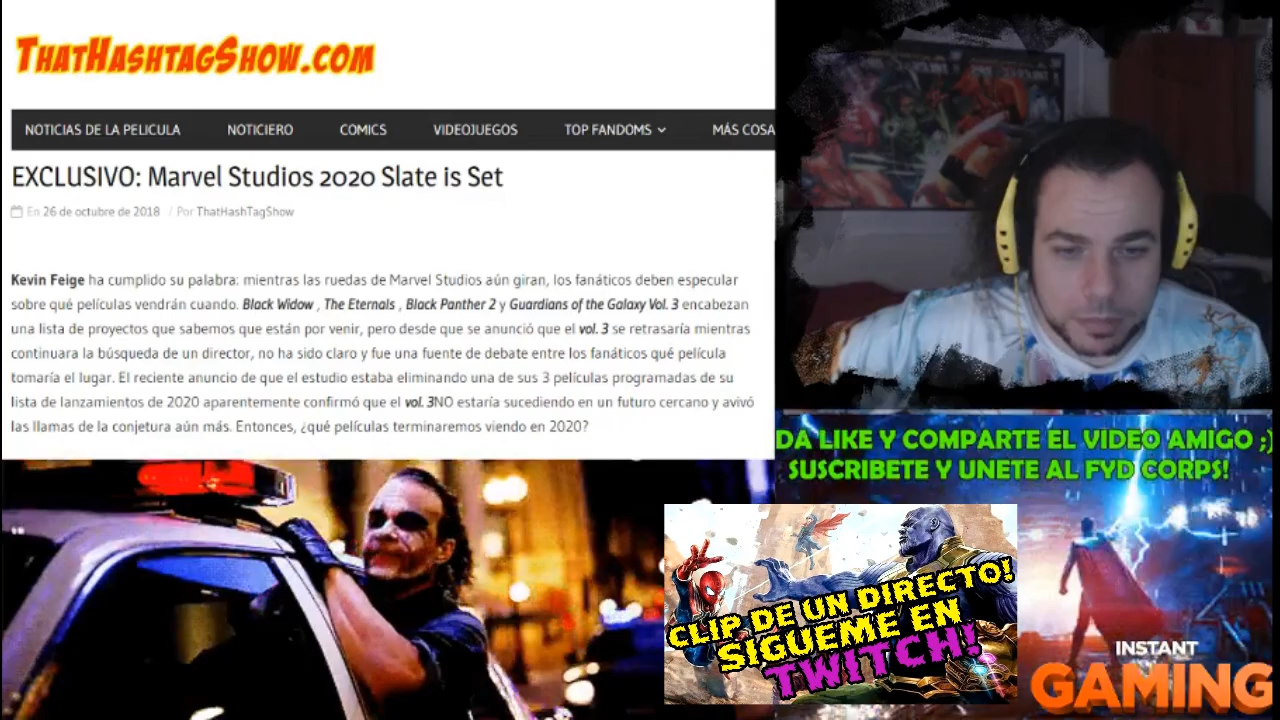 THATHASHTAGSHOW.COM
NOTICIAS DE LA PELICULA NOTICIERO COMICS VIDEOJUEGOS TOP FANDOMS MÁS COSA
EXCLUSIVO: Marvel Studios 2020 Slate is Set
En 26 de octubre de 2018 / Por ThatHashTagShow
Kevin Feige ha cumplido su palabra: mientras las ruedas de Marvel Studios aún giran, los fanáticos deben especular
sobre qué películas vendrán cuando. Black Widow , The Eternals , Black Panther 2 y Guardians of the Galaxy Vol. 3 encabezan
una lista de proyectos que sabemos que están por venir, pero desde que se anunció que el vol. 3 se retrasaría mientras
continuara la búsqueda de un director, no ha sido claro y fue una fuente de debate entre los fanáticos qué película
tomaría el lugar. El reciente anuncio de que el estudio estaba eliminando una de sus 3 películas programadas de su
lista de lanzamientos de 2020 aparentemente confirmó que el vol. 3NO estaría sucediendo en un futuro cercano y avivó
las llamas de la conjetura aún más. Entonces, ¿qué películas terminaremos viendo en 2020?
DA LIKE Y COMPARTE EL VIDEO AMIGO ;)
SUSCRIBETE Y UNETE AL FYD CORPS!
CLIP DE UN DIRECTO!
SIGUEME EN
TWITCH!
INSTANT
GAMING